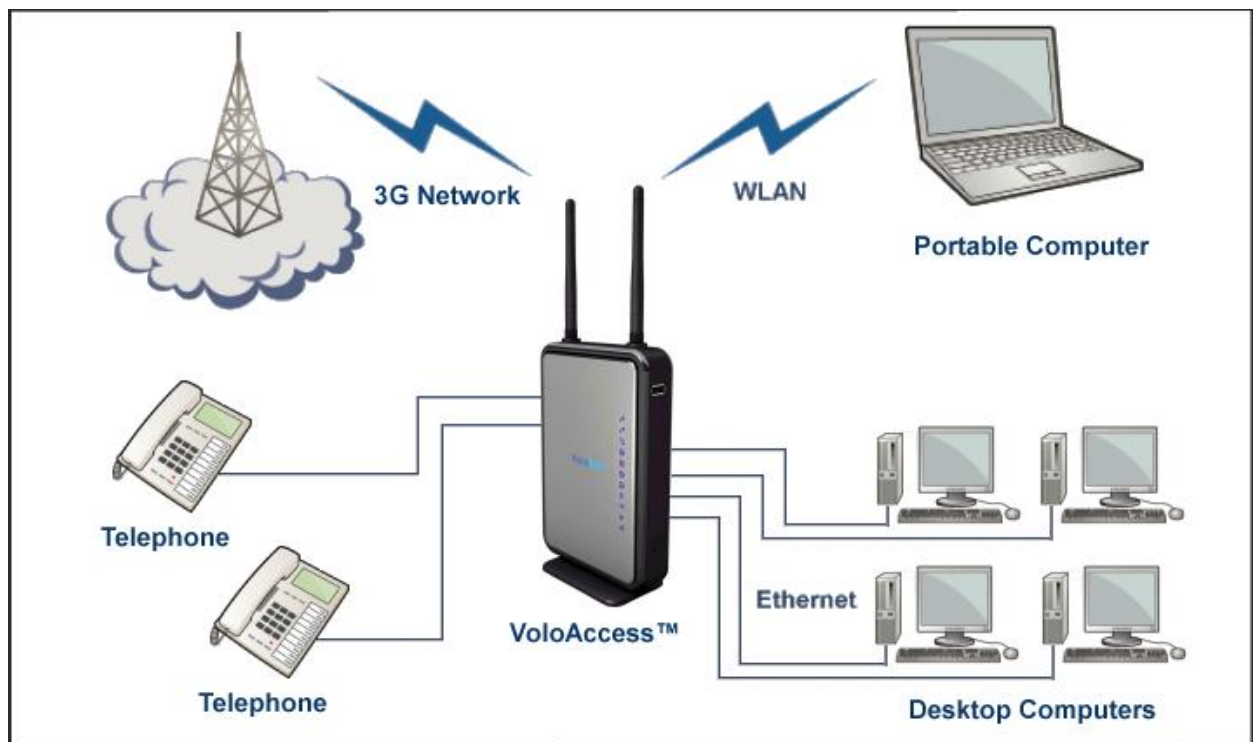 3G Network
WLAN
Portable Computer
Telephone
Ethernet
VoloAccess™
Telephone
Desktop Computers